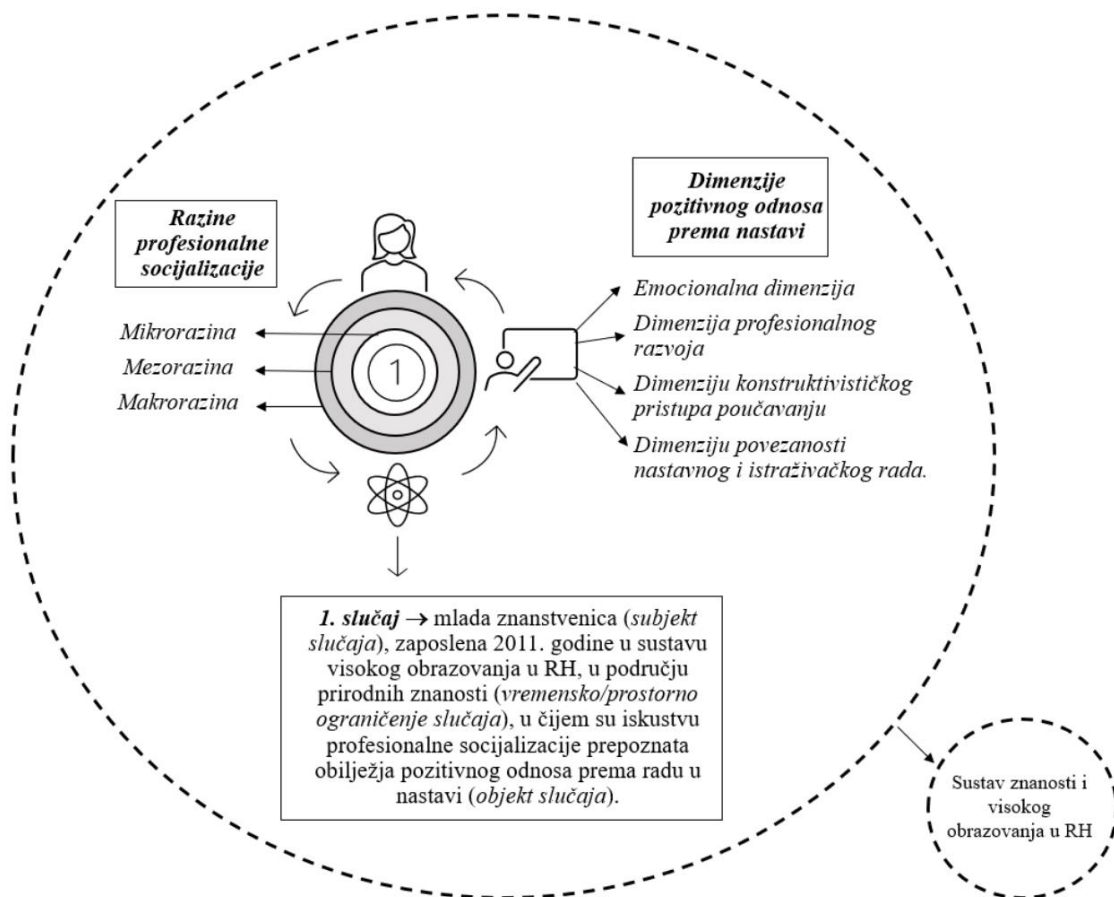 Razine
profesionalne
socijalizacije
Mikrorazina
Mezorazina
Makrorazina
1
Dimenzije
pozitivnog odnosa
prema nastavi
Emocionalna dimenzija
Dimenzija profesionalnog
razvoja
Dimenziju konstruktivističkog
pristupa poučavanju
Dimenziju povezanosti
nastavnog i istraživačkog rada.
1. slučaj → mlada znanstvenica (subjekt
slučaja), zaposlena 2011. godine u sustavu
visokog obrazovanja u RH, u području
prirodnih znanosti (vremensko/prostorno
ograničenje slučaja), u čijem su iskustvu
profesionalne socijalizacije prepoznata
obilježja pozitivnog odnosa prema radu u
nastavi (objekt slučaja).
Sustav znanosti i
visokog
obrazovanja u RH